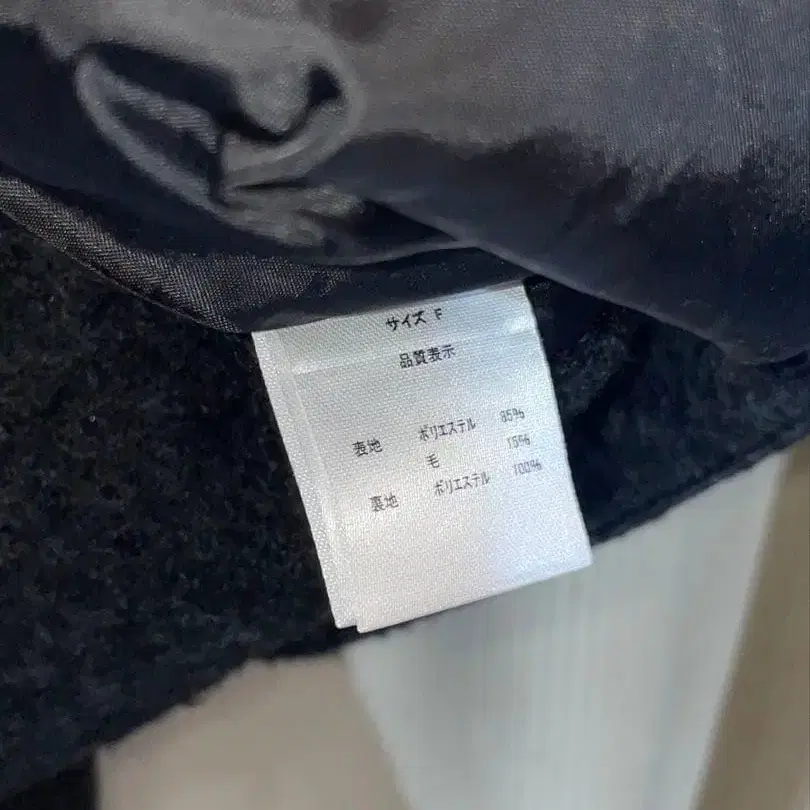 サイズ F
品質表示
表地 ポリエステル 85%
毛 15%
裏地 ポリエステル 100%